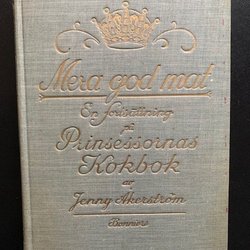 Mera god mat
En fortsättning
på
Prinsessornas
Kokbok
av
Jenny Åkerström
Bonniers